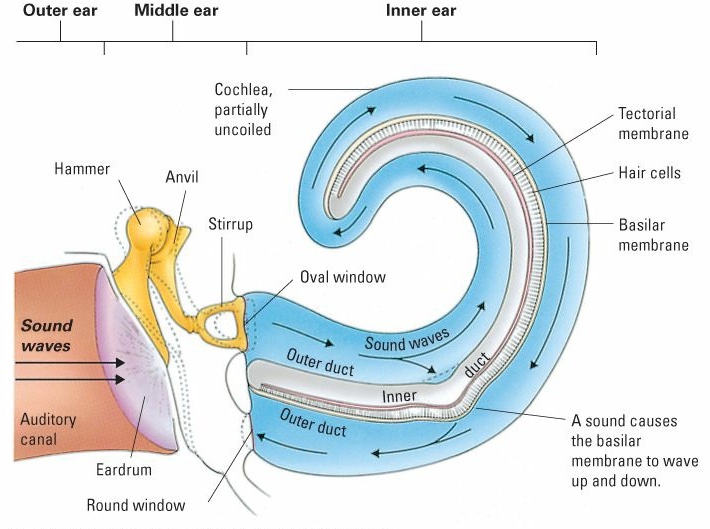 Outer ear
Middle ear
Inner ear
Cochlea,
partially
uncoiled
Tectorial
membrane
Hair cells
Basilar
membrane
Hammer
Anvil
Stirrup
Oval window
Sound
waves
Sound waves
Outer duct
Inner
duct
Outer duct
Auditory
canal
Eardrum
Round window
A sound causes
the basilar
membrane to wave
up and down.